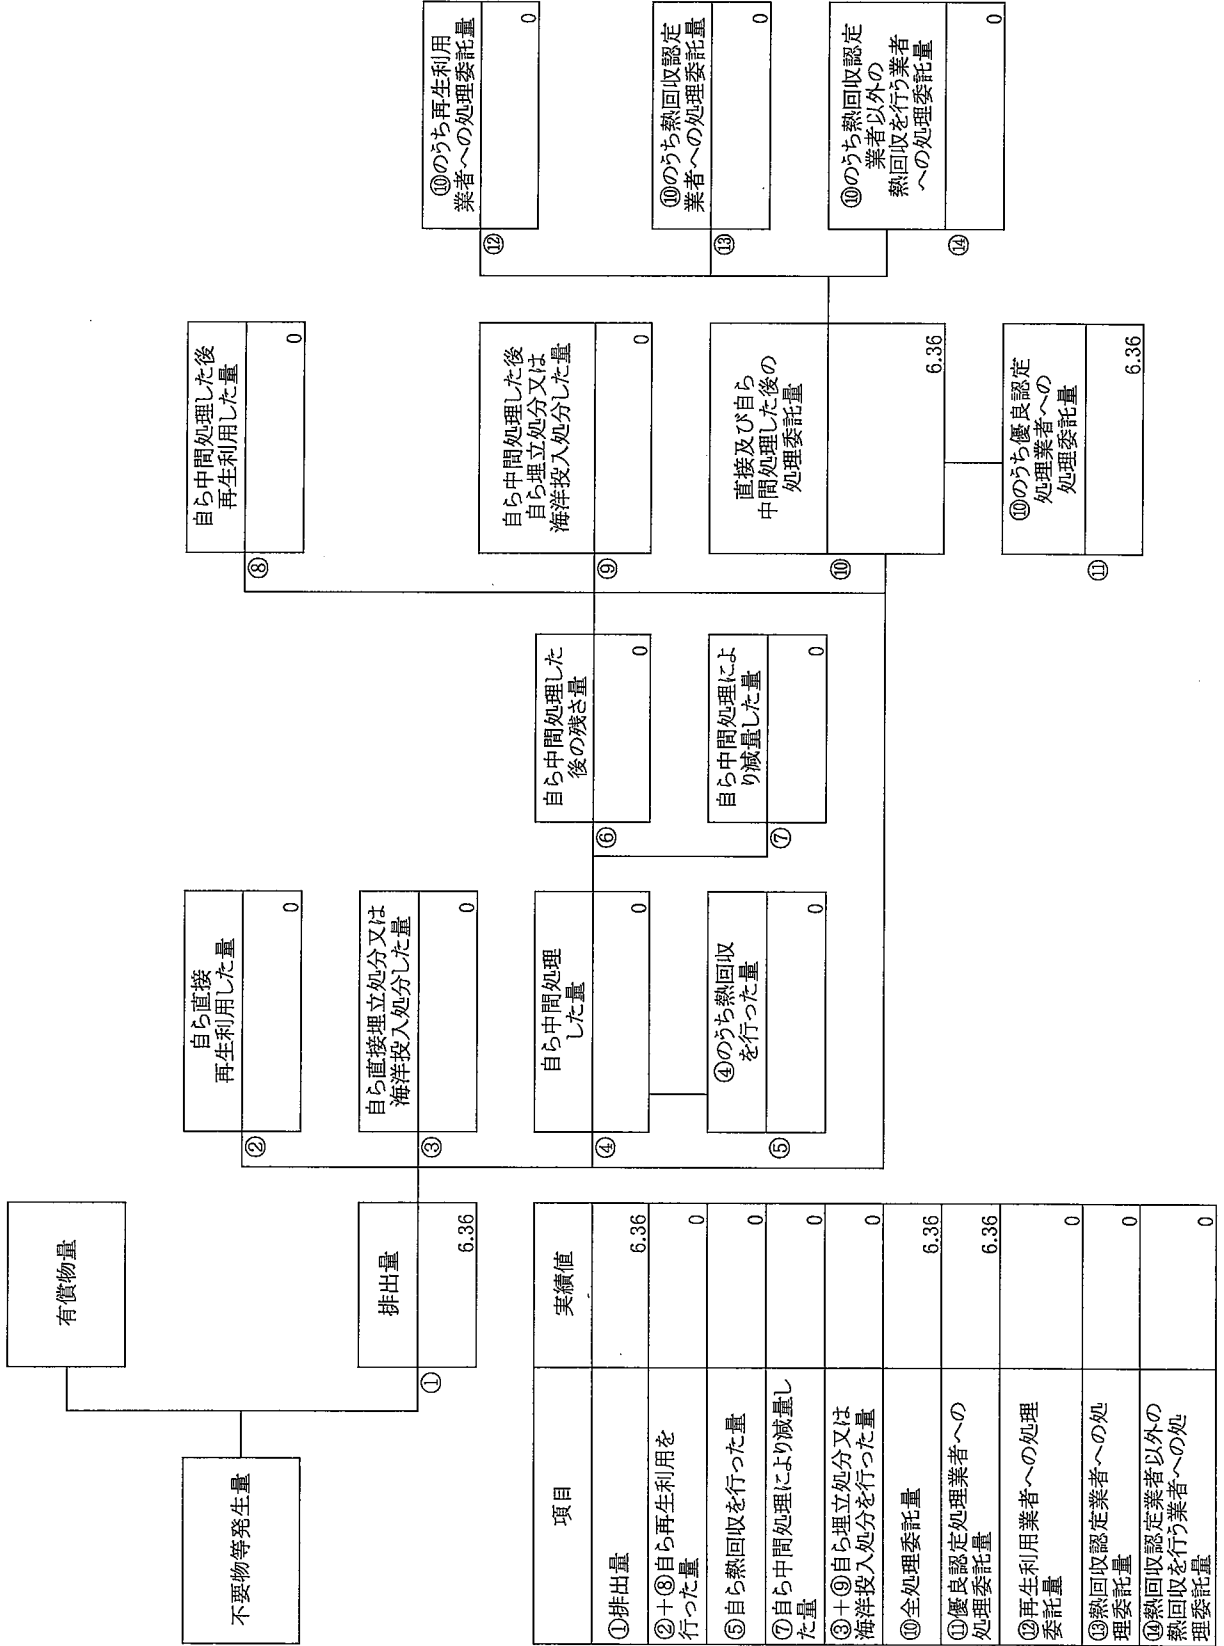 不要物等発生量
有償物量
①
排出量
6.36
②
自ら直接
再生利用した量
0
③
自ら直接埋立処分又は
海洋投入処分した量
0
④
自ら中間処理
した量
0
⑤
④のうち熱回収
を行った量
0
⑥
自ら中間処理した
後の残さ量
0
⑦
自ら中間処理によ
り減量した量
0
⑧
自ら中間処理した後
再生利用した量
0
⑨
自ら中間処理した後
自ら埋立処分又は
海洋投入処分した量
0
⑩
直接及び自ら
中間処理した後の
処理委託量
6.36
⑪
⑩のうち優良認定
処理業者への
処理委託量
6.36
⑫
⑩のうち再生利用
業者への処理委託量
0
⑬
⑩のうち熱回収認定
業者への処理委託量
0
⑭
⑩のうち熱回収認定
業者以外の
熱回収を行う業者
への処理委託量
0
項目 実績値
①排出量 6.36
②+⑧自ら再生利用を
行った量 0
⑤自ら熱回収を行った量 0
⑦自ら中間処理により減量し
た量 0
③+⑨自ら埋立処分又は
海洋投入処分を行った量 0
⑩全処理委託量 6.36
⑪優良認定処理業者への
処理委託量 6.36
⑫再生利用業者への処理
委託量 0
⑬熱回収認定業者への処
理委託量 0
⑭熱回収認定業者以外の
熱回収を行う業者への処
理委託量 0